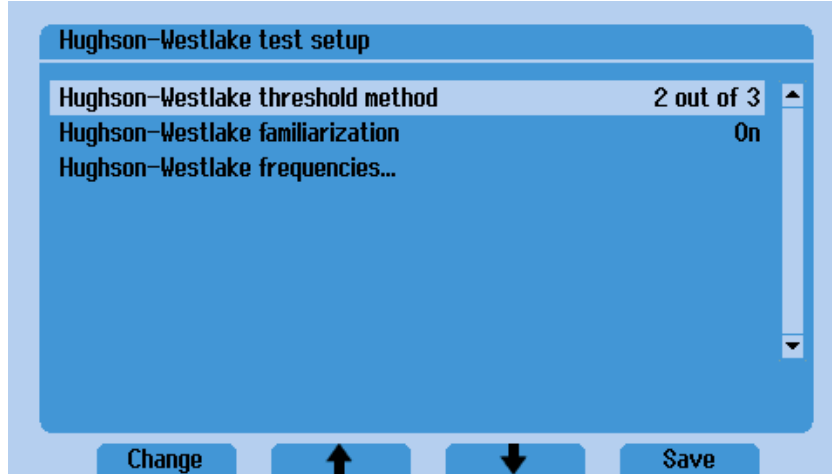 Hughson-Westlake test setup
Hughson-Westlake threshold method 2 out of 3
Hughson-Westlake familiarization On
Hughson-Westlake frequencies...
Change Save